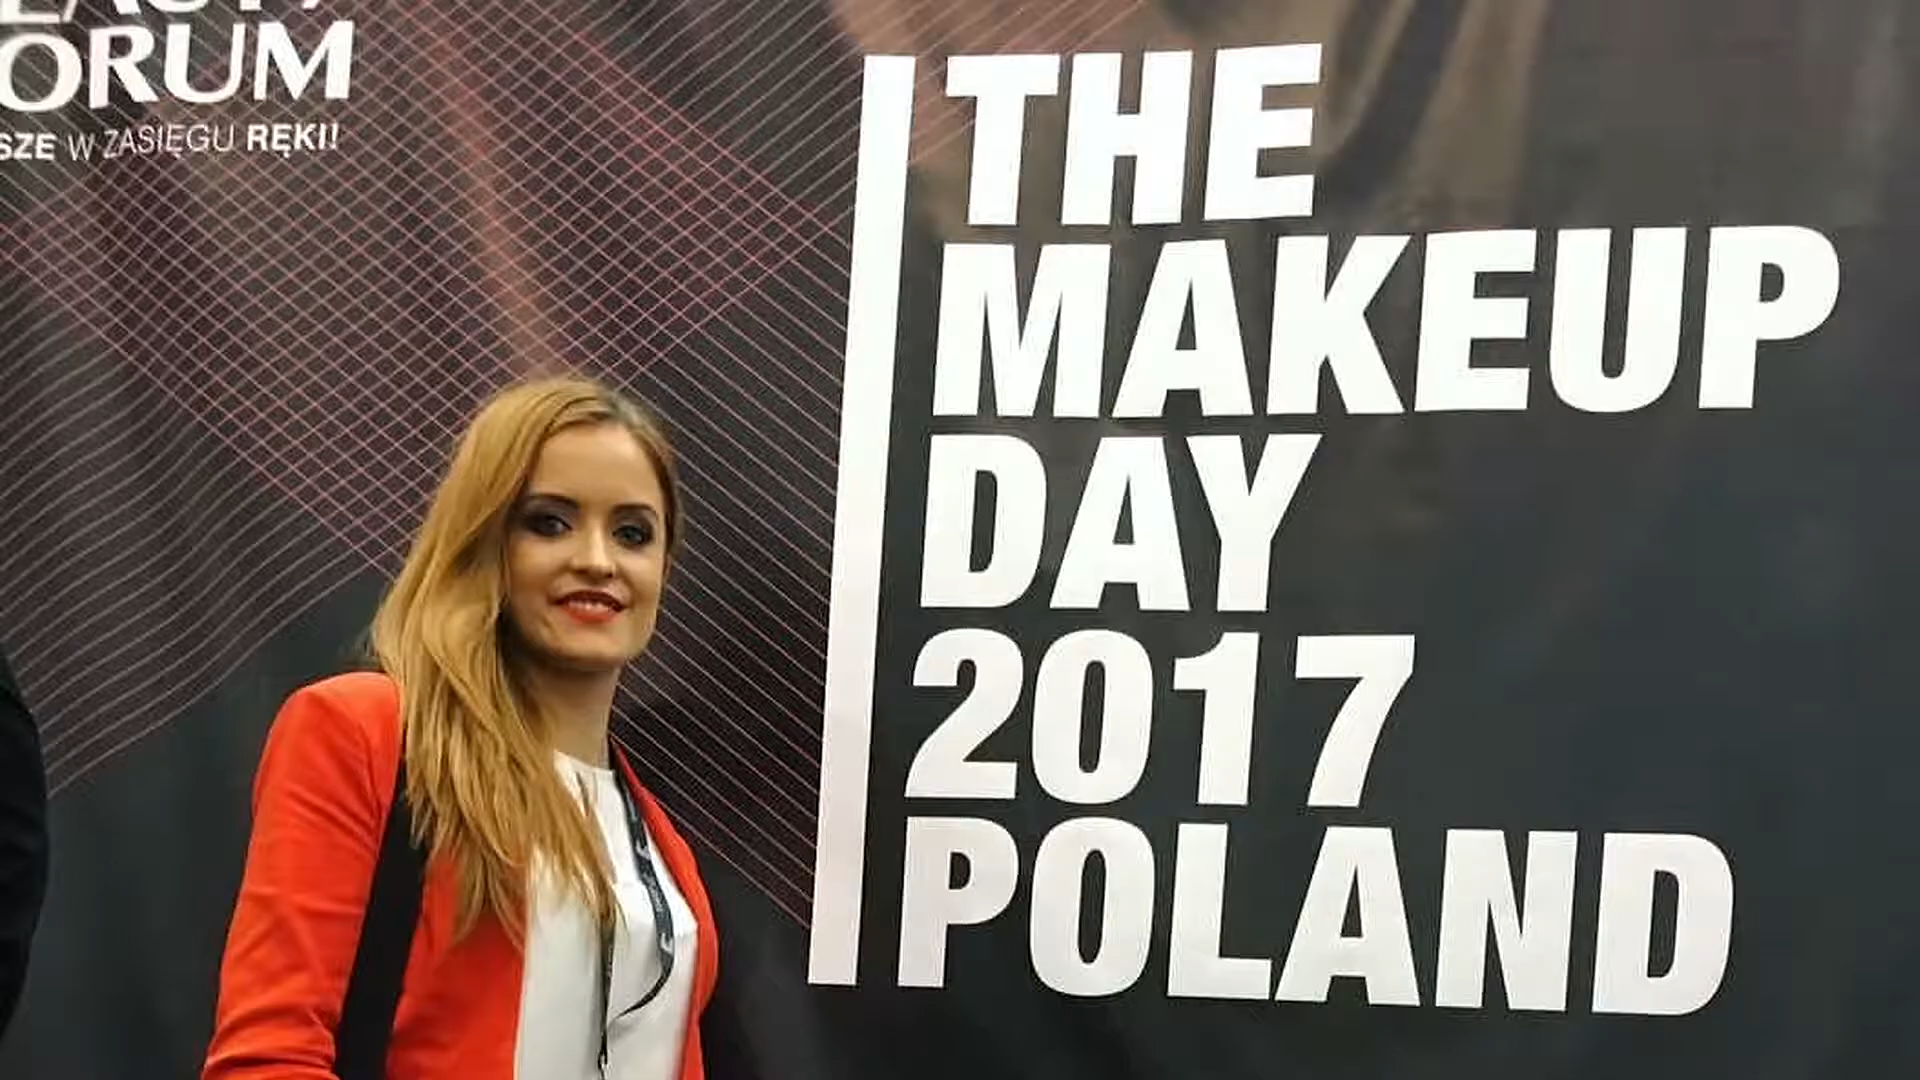 ORUM
SZE W ZASIĘGU RĘKI!
THE
MAKEUP
DAY
2017
POLAND